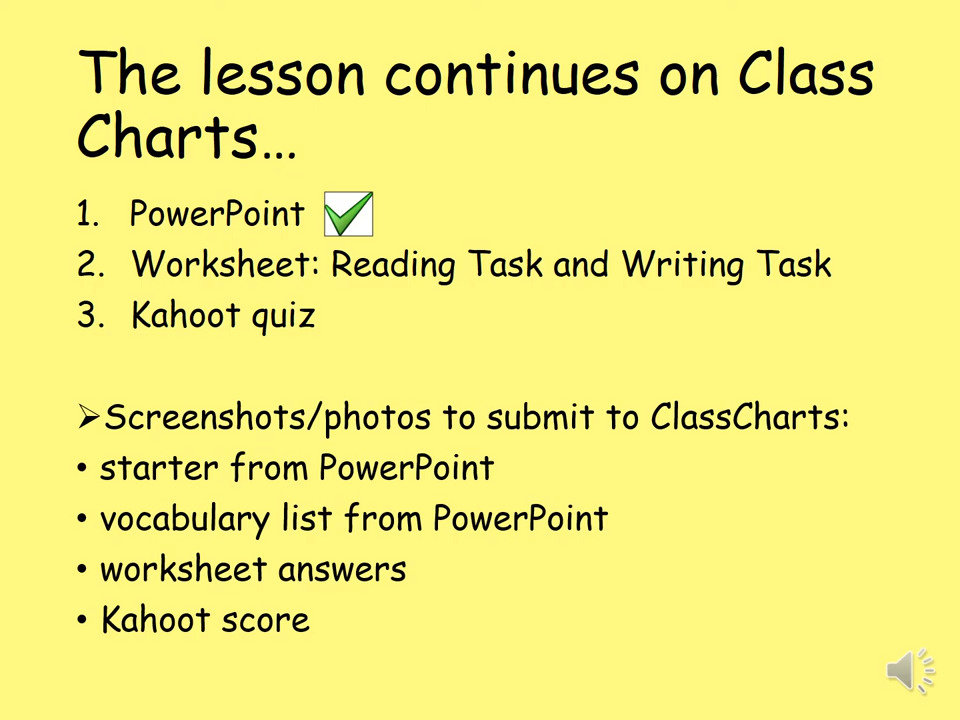 The lesson continues on Class
Charts…
1. PowerPoint
2. Worksheet: Reading Task and Writing Task
3. Kahoot quiz
➢Screenshots/photos to submit to ClassCharts:
• starter from PowerPoint
• vocabulary list from PowerPoint
• worksheet answers
• Kahoot score